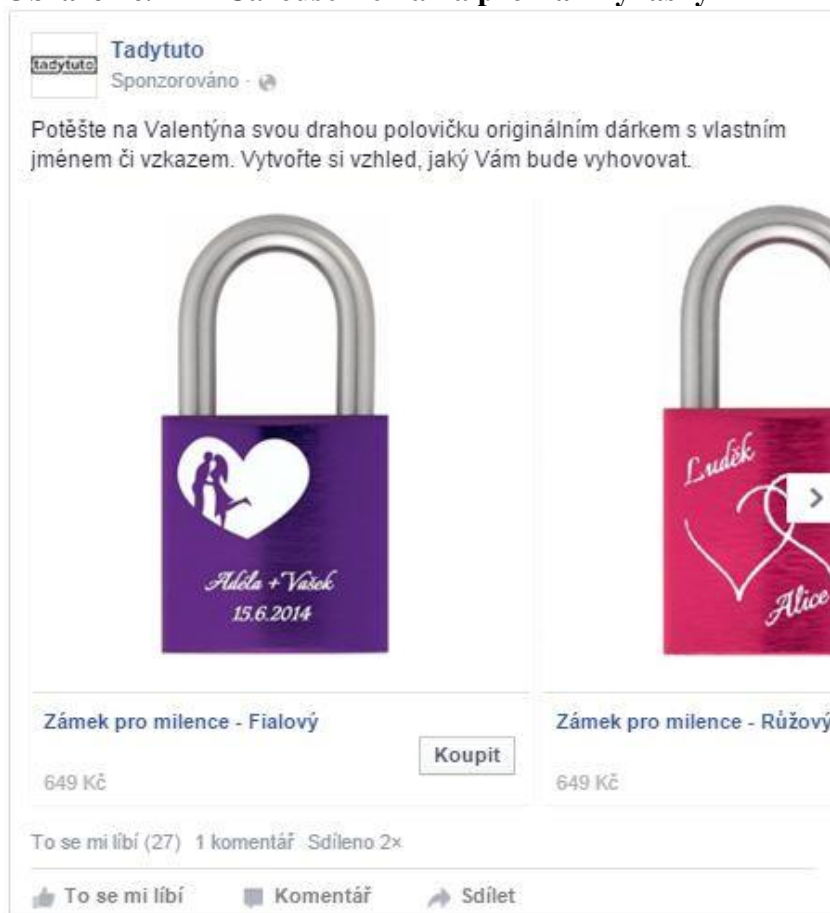 tadytuto
Tadytuto
Sponzorováno ·
Potěšte na Valentýna svou drahou polovičku originálním dárkem s vlastním
jménem či vzkazem. Vytvořte si vzhled, jaký Vám bude vyhovovat.
Adéla + Vašek
15.6.2014
Luděk
Alice
Zámek pro milence - Fialový
Koupit
649 Kč
Zámek pro milence - Růžový
649 Kč
To se mi líbí (27) 1 komentář Sdíleno 2×
To se mi líbí Komentář Sdílet